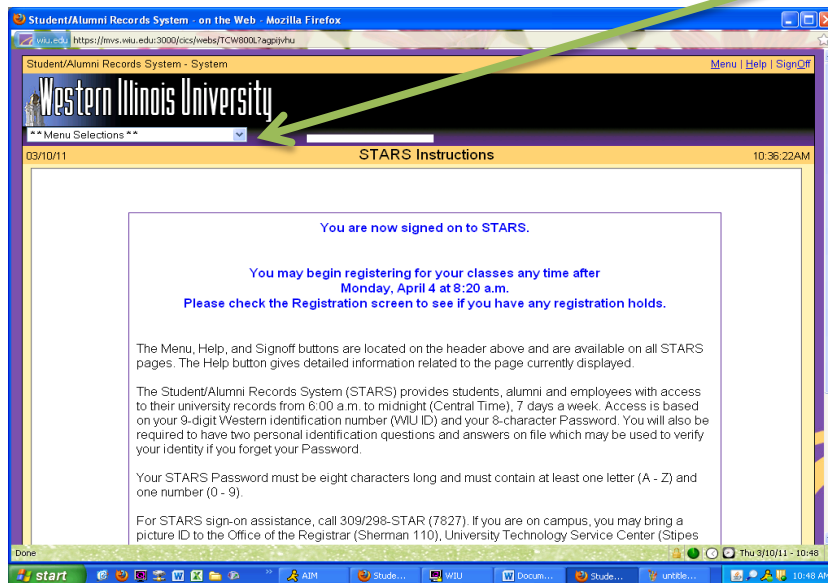 Student/Alumni Records System - on the Web - Mozilla Firefox
wiu.edu https://mvs.wiu.edu:3000/cics/webs/TCW800L?agpijvhu
Student/Alumni Records System - System Menu | Help | SignOff
Western Illinois University
** Menu Selections **
03/10/11 STARS Instructions 10:36:22AM
You are now signed on to STARS.
You may begin registering for your classes any time after
Monday, April 4 at 8:20 a.m.
Please check the Registration screen to see if you have any registration holds.
The Menu, Help, and Signoff buttons are located on the header above and are available on all STARS
pages. The Help button gives detailed information related to the page currently displayed.
The Student/Alumni Records System (STARS) provides students, alumni and employees with access
to their university records from 6:00 a.m. to midnight (Central Time), 7 days a week. Access is based
on your 9-digit Western identification number (WIU ID) and your 8-character Password. You will also be
required to have two personal identification questions and answers on file which may be used to verify
your identity if you forget your Password.
Your STARS Password must be eight characters long and must contain at least one letter (A - Z) and
one number (0 - 9).
For STARS sign-on assistance, call 309/298-STAR (7827). If you are on campus, you may bring a
picture ID to the Office of the Registrar (Sherman 110), University Technology Service Center (Stipes
Done Thu 3/10/11 - 10:48
start AIM Stude... WIU Docum... Stude... untitle... 10:48 AM